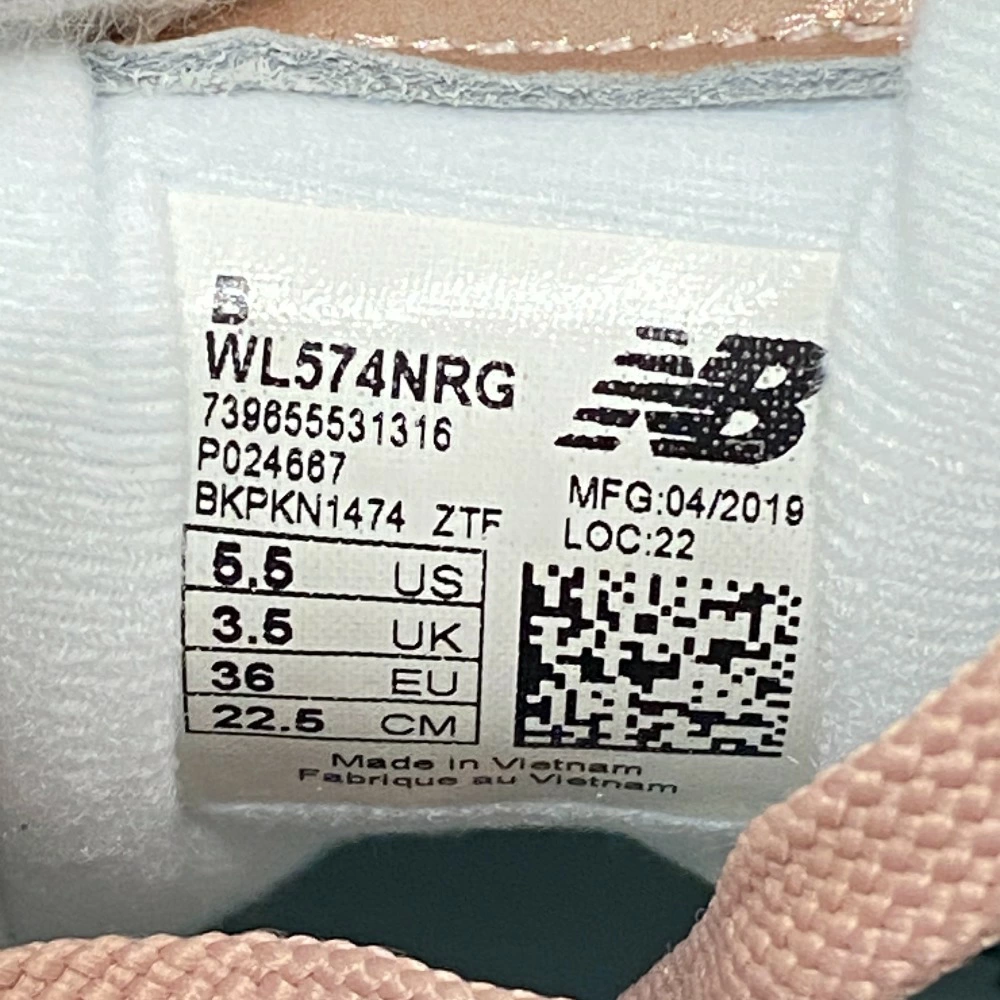 B
WL574NRG
739655531316
P024667
BKPKN1474 ZTF
5.5 US
3.5 UK
36 EU
22.5 CM
NB
MFG:04/2019
LOC:22
Made in Vietnam
Fabrique au Vietnam